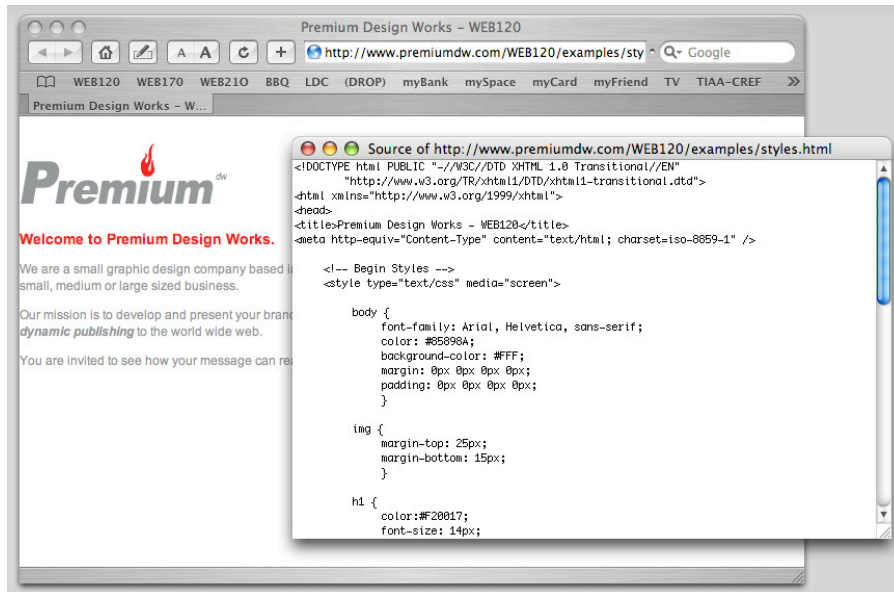 Premium Design Works – WEB120
A A
http://www.premiumdw.com/WEB120/examples/sty
Google
WEB120 WEB170 WEB210 BBQ LDC (DROP) myBank mySpace myCard myFriend TV TIAA-CREF
Premium Design Works – W...
Premium dw
Welcome to Premium Design Works.
We are a small graphic design company based
small, medium or large sized business.
Our mission is to develop and present your
dynamic publishing to the world wide web.
You are invited to see how your message can
Source of http://www.premiumdw.com/WEB120/examples/styles.html
<!DOCTYPE html PUBLIC "-//W3C//DTD XHTML 1.0 Transitional//EN"
"http://www.w3.org/TR/xhtml1/DTD/xhtml1-transitional.dtd">
<html xmlns="http://www.w3.org/1999/xhtml">
<head>
<title>Premium Design Works - WEB120</title>
<meta http-equiv="Content-Type" content="text/html; charset=iso-8859-1" />
<!-- Begin Styles -->
<style type="text/css" media="screen">
body {
font-family: Arial, Helvetica, sans-serif;
color: #85898A;
background-color: #FFF;
margin: 0px 0px 0px 0px;
padding: 0px 0px 0px 0px;
}
img {
margin-top: 25px;
margin-bottom: 15px;
}
h1 {
color:#F20017;
font-size: 14px;